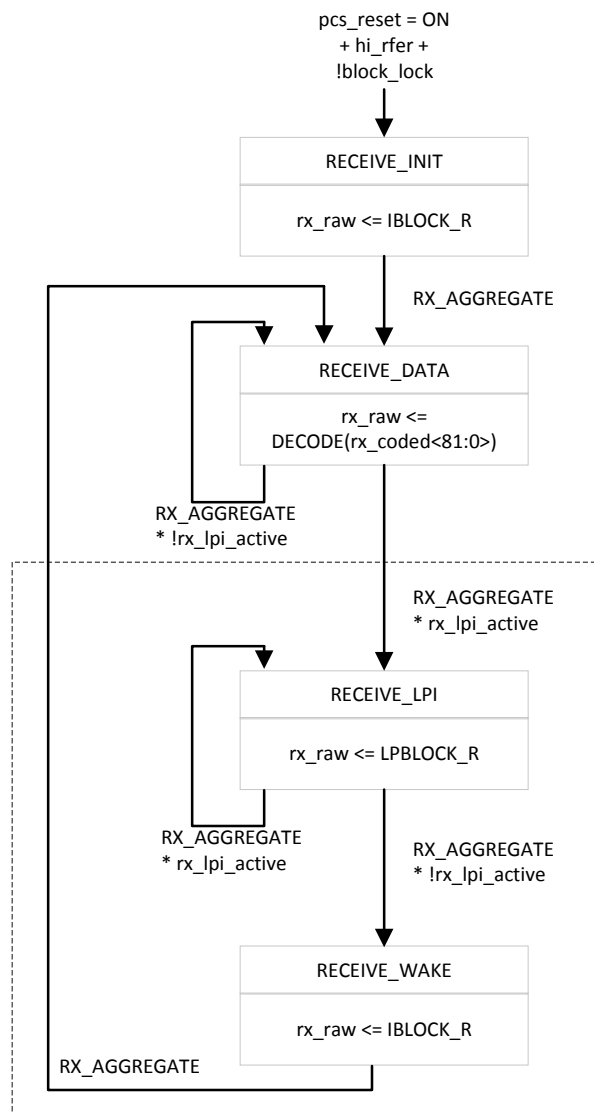 pcs_reset = ON
+ hi_rfer +
!block_lock
RECEIVE_INIT
rx_raw <= IBLOCK_R
RX_AGGREGATE
RECEIVE_DATA
rx_raw <=
DECODE(rx_coded<81:0>)
RX_AGGREGATE
* !rx_lpi_active
RX_AGGREGATE
* rx_lpi_active
RECEIVE_LPI
rx_raw <= LPBLOCK_R
RX_AGGREGATE
* rx_lpi_active
RX_AGGREGATE
* !rx_lpi_active
RECEIVE_WAKE
rx_raw <= IBLOCK_R
RX_AGGREGATE